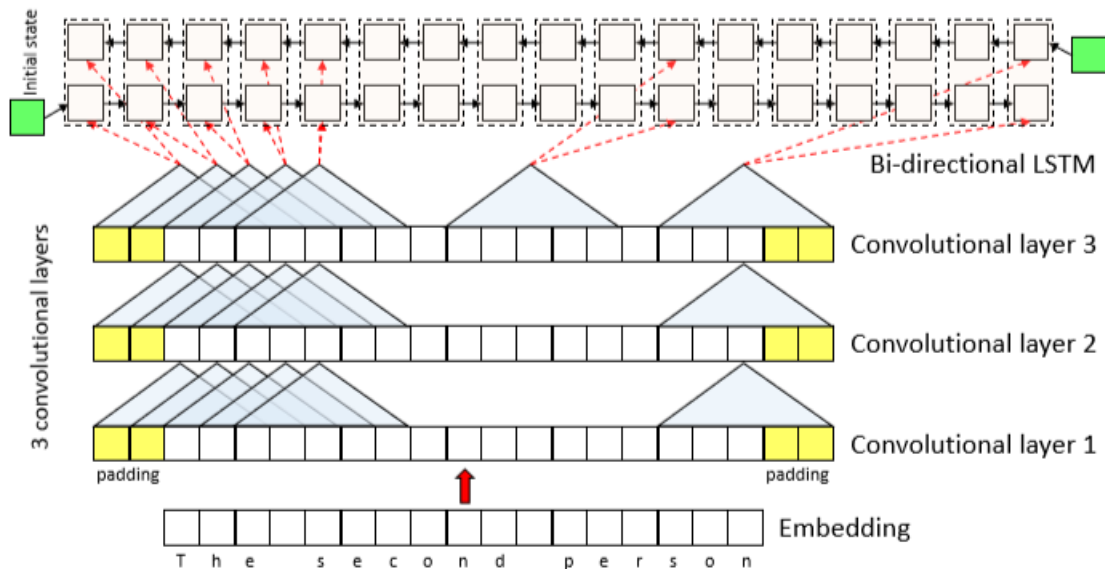 Initial state
Bi-directional LSTM
3 convolutional layers
Convolutional layer 3
Convolutional layer 2
Convolutional layer 1
padding padding
Embedding
T h e s e c o n d p e r s o n